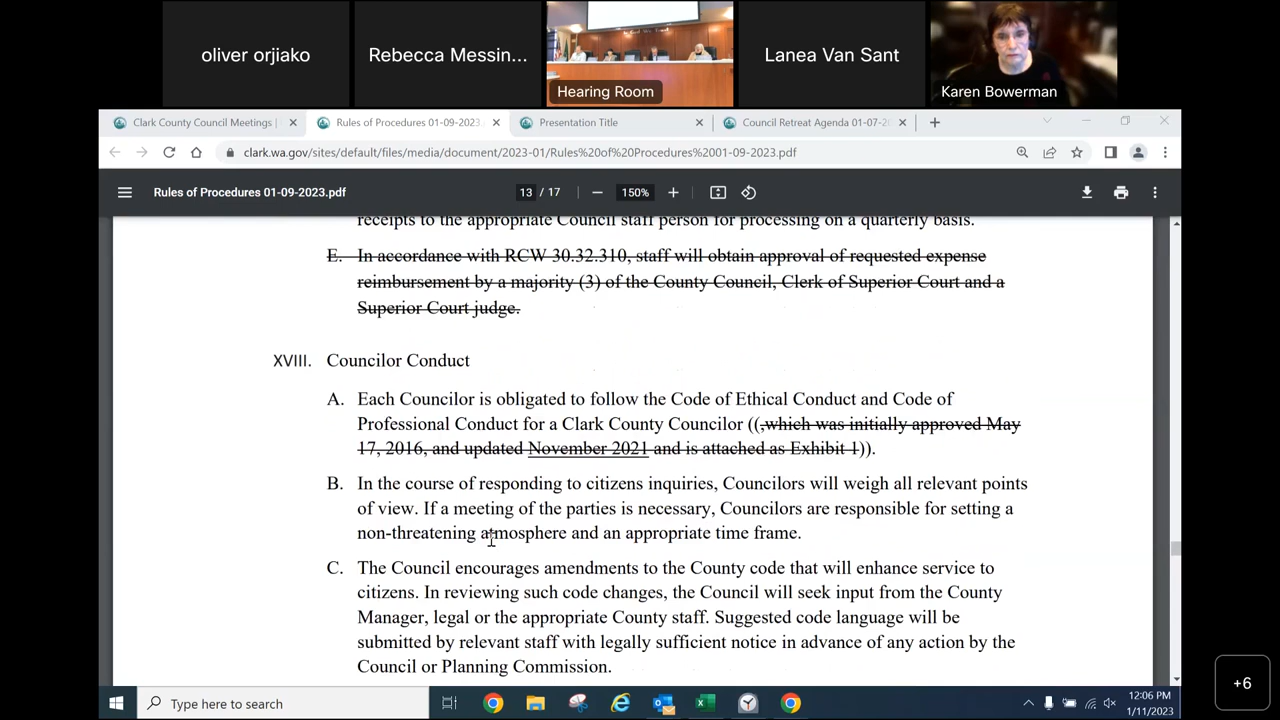 oliver orjiako
Rebecca Messin...
Hearing Room
Lanea Van Sant
Karen Bowerman
Clark County Council Meetings |
Rules of Procedures 01-09-2023.
Presentation Title
Council Retreat Agenda 01-07-20
clark.wa.gov/sites/default/files/media/document/2023-01/Rules%20of%20Procedures%2001-09-2023.pdf
Rules of Procedures 01-09-2023.pdf
13 / 17
150%
receipts to the appropriate Council staff person for processing on a quarterly basis.
E. In accordance with RCW 30.32.310, staff will obtain approval of requested expense
reimbursement by a majority (3) of the County Council, Clerk of Superior Court and a
Superior Court judge.
XVIII. Councilor Conduct
A. Each Councilor is obligated to follow the Code of Ethical Conduct and Code of
Professional Conduct for a Clark County Councilor ((,which was initially approved May
17, 2016, and updated November 2021 and is attached as Exhibit 1)).
B. In the course of responding to citizens inquiries, Councilors will weigh all relevant points
of view. If a meeting of the parties is necessary, Councilors are responsible for setting a
non-threatening atmosphere and an appropriate time frame.
C. The Council encourages amendments to the County code that will enhance service to
citizens. In reviewing such code changes, the Council will seek input from the County
Manager, legal or the appropriate County staff. Suggested code language will be
submitted by relevant staff with legally sufficient notice in advance of any action by the
Council or Planning Commission.
+6
Type here to search
12:06 PM
1/11/2023